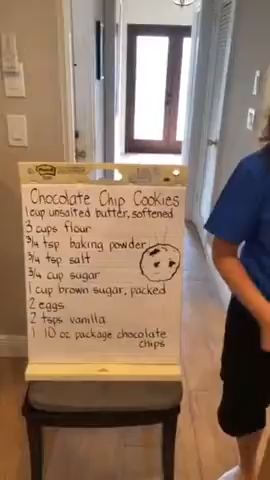 Chocolate Chip Cookies
1 cup unsalted butter, softened
3 cups flour
3/4 tsp baking powder
3/4 tsp salt
3/4 cup sugar
1 cup brown sugar, packed
2 eggs
2 tsps vanilla
1 10 oz package chocolate
chips